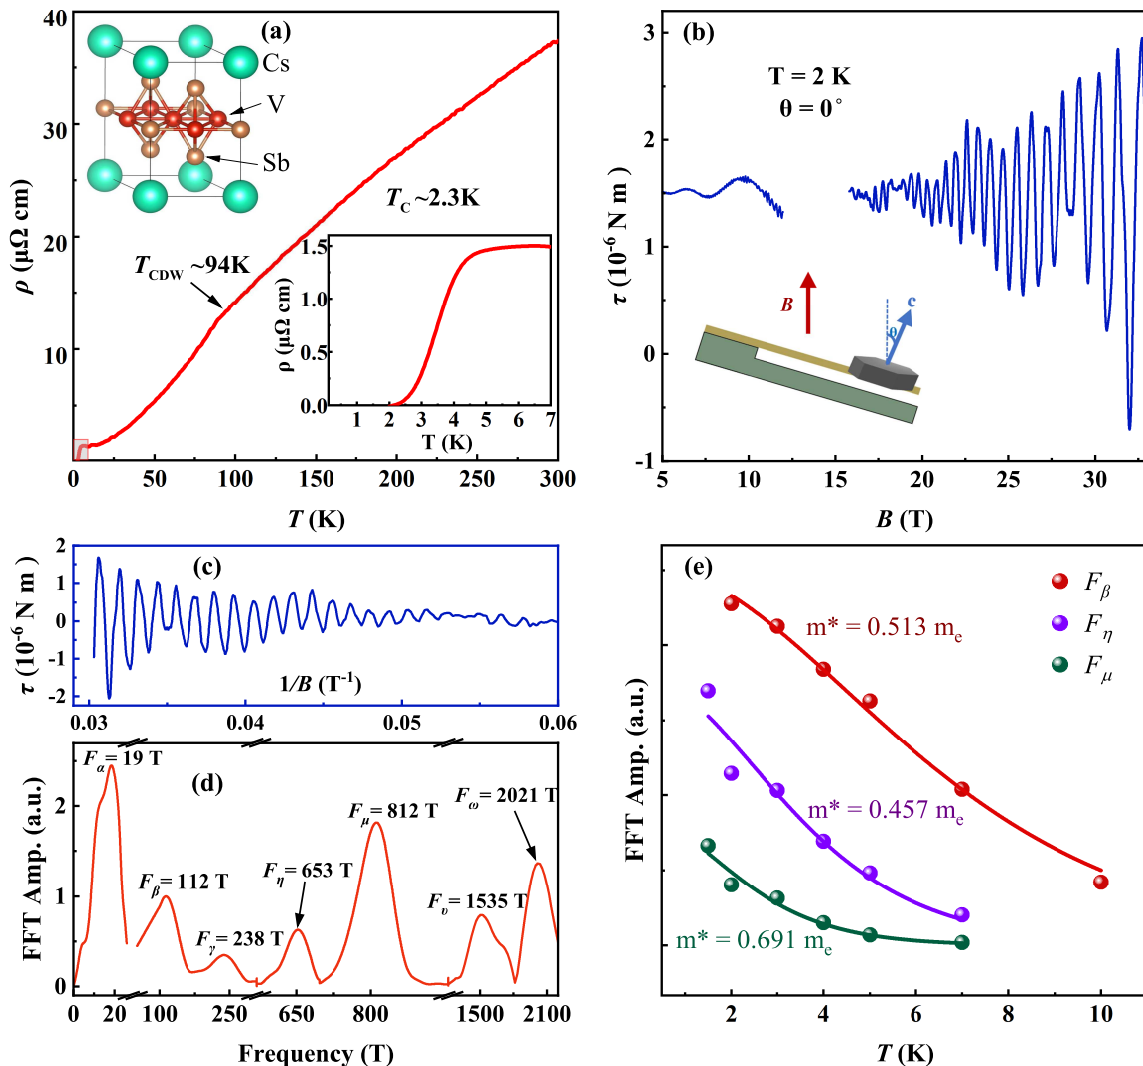 (a)
40
30
20
10
ρ (μΩ cm)
Cs
V
Sb
T_C ~2.3K
T_CDW ~94K
1.5
1.0
0.5
0.0
ρ (μΩ cm)
1 2 3 4 5 6 7
T (K)
0 50 100 150 200 250 300
T (K)
(b)
T = 2 K
θ = 0°
3
2
1
0
-1
τ (10⁻⁶ N m )
B
c
θ
5 10 15 20 25 30
B (T)
(c)
2
1
0
-1
-2
τ (10⁻⁶ N m )
1/B (T⁻¹)
0.03 0.04 0.05 0.06
(d)
F_α = 19 T
F_β = 112 T
F_γ = 238 T
F_η = 653 T
F_μ = 812 T
F_υ = 1535 T
F_ω = 2021 T
2
1
0
FFT Amp. (a.u.)
0 20 100 250 650 800 1500 2100
Frequency (T)
(e)
F_β
F_η
F_μ
m* = 0.513 m_e
m* = 0.457 m_e
m* = 0.691 m_e
FFT Amp. (a.u.)
2 4 6 8 10
T (K)